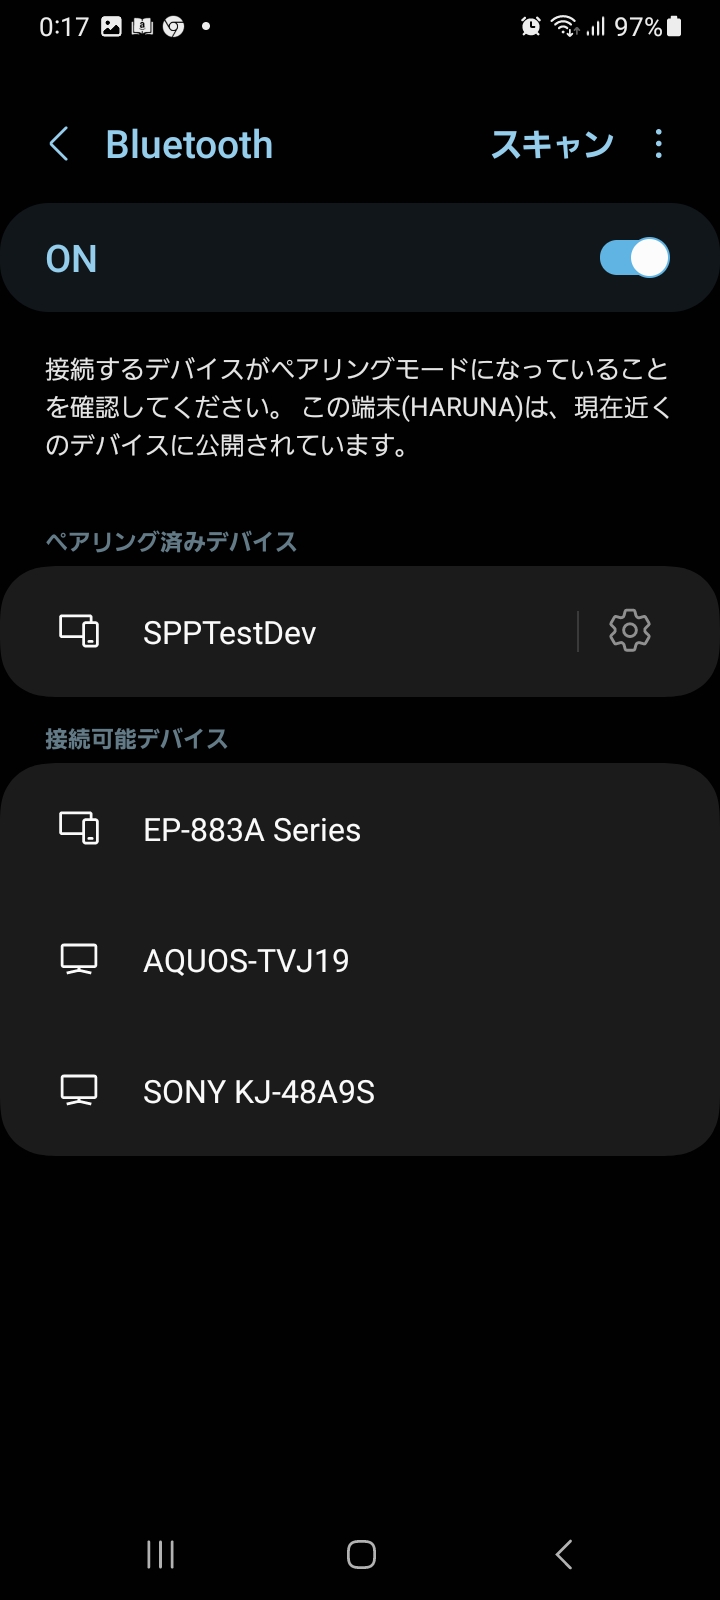 0:17
97%
Bluetooth
スキャン
ON
接続するデバイスがペアリングモードになっていること
を確認してください。 この端末(HARUNA)は、現在近く
のデバイスに公開されています。
ペアリング済みデバイス
SPPTestDev
接続可能デバイス
EP-883A Series
AQUOS-TVJ19
SONY KJ-48A9S